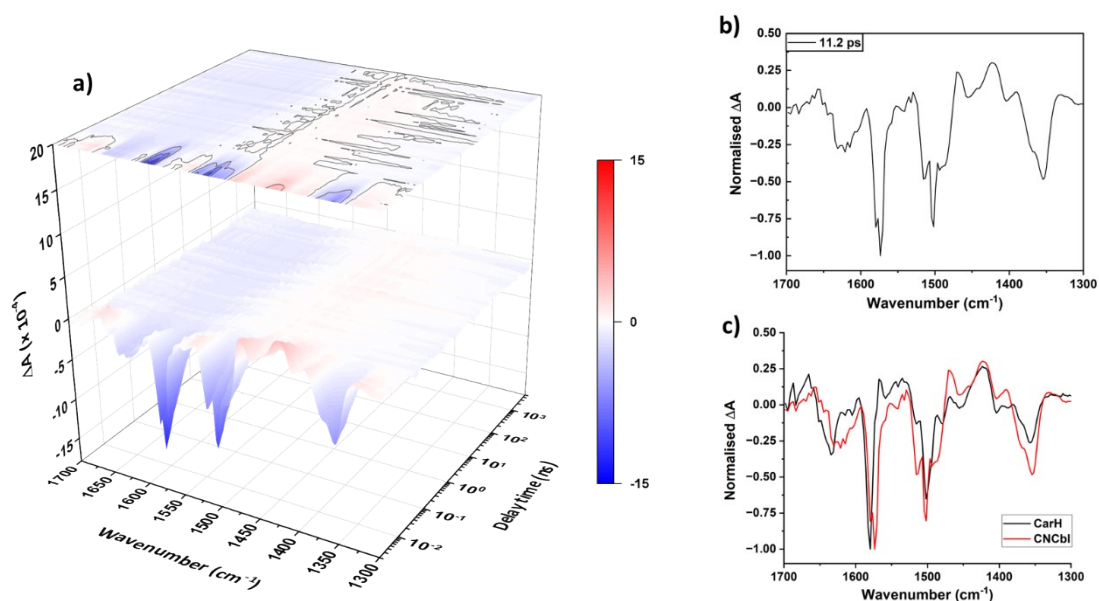 a)
20
15
10
5
0
-5
-10
-15
ΔA (x 10⁻⁴)
1700
1650
1600
1550
1500
1450
1400
1350
1300
Wavenumber (cm⁻¹)
10³
10²
10¹
10⁰
10⁻¹
10⁻²
Delay time (ns)
15
0
-15
b)
11.2 ps
0.50
0.25
0.00
-0.25
-0.50
-0.75
-1.00
Normalised ΔA
1700 1600 1500 1400 1300
Wavenumber (cm⁻¹)
c)
0.50
0.25
0.00
-0.25
-0.50
-0.75
-1.00
Normalised ΔA
CarH
CNCbl
1700 1600 1500 1400 1300
Wavenumber (cm⁻¹)